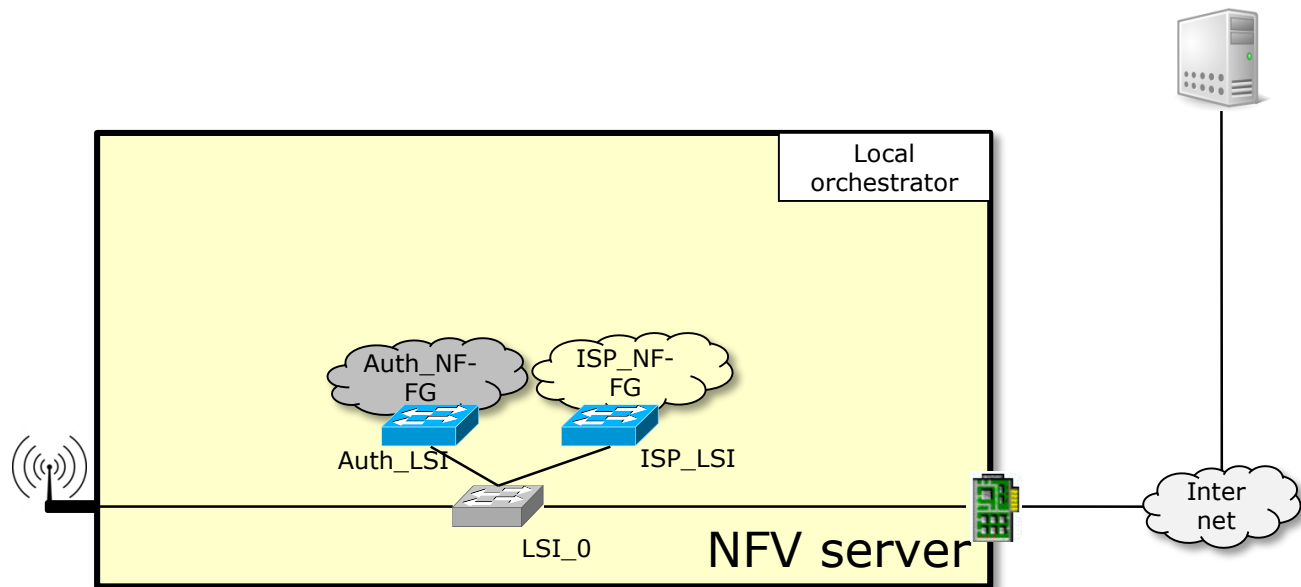 Local
orchestrator
Auth_NF-
FG
ISP_NF-
FG
Auth_LSI
ISP_LSI
LSI_0
NFV server
Inter
net